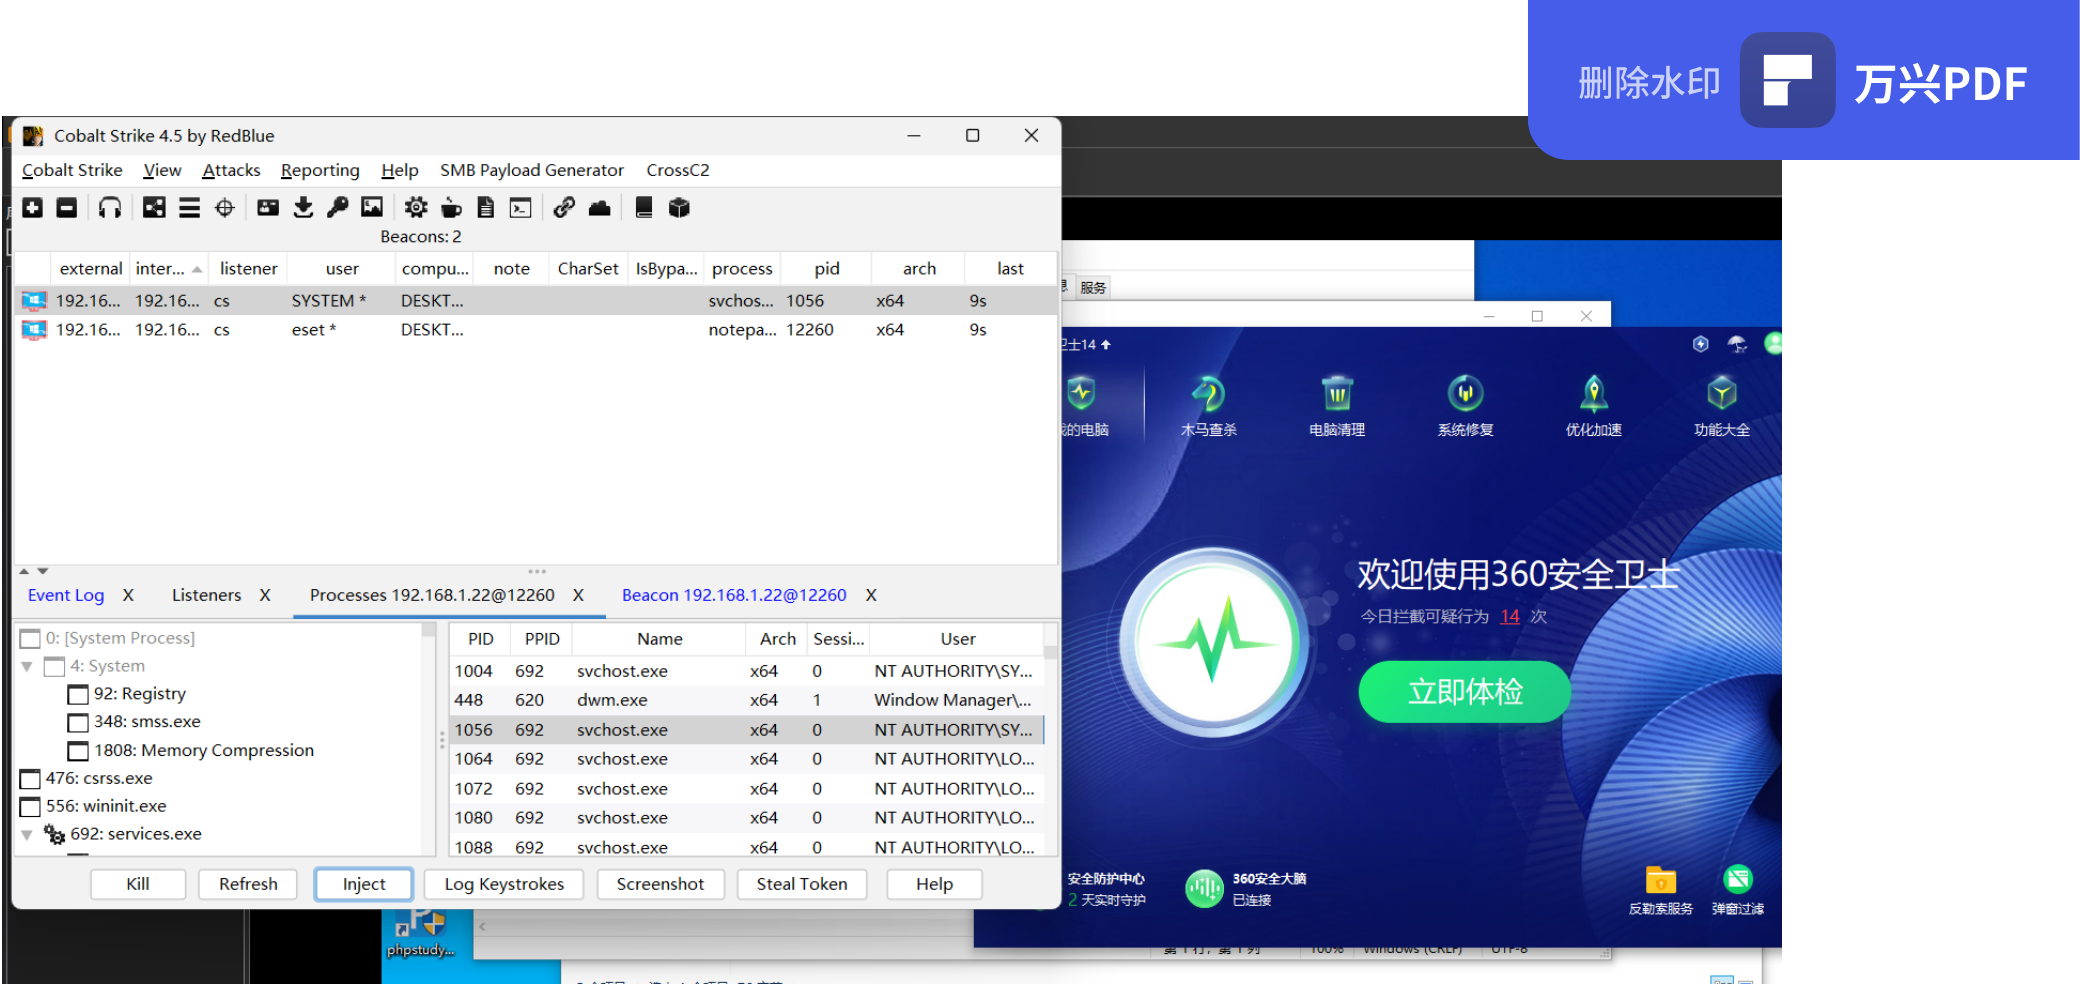 删除水印 万兴PDF
Cobalt Strike 4.5 by RedBlue
Cobalt Strike View Attacks Reporting Help SMB Payload Generator CrossC2
Beacons: 2
external inter... listener user compu... note CharSet IsBypa... process pid arch last
192.16... 192.16... cs SYSTEM * DESKT... svchos... 1056 x64 9s
192.16... 192.16... cs eset * DESKT... notepa... 12260 x64 9s
Event Log X Listeners X Processes 192.168.1.22@12260 X Beacon 192.168.1.22@12260 X
0: [System Process]
4: System
92: Registry
348: smss.exe
1808: Memory Compression
476: csrss.exe
556: wininit.exe
692: services.exe
PID PPID Name Arch Sessi... User
1004 692 svchost.exe x64 0 NT AUTHORITY\SY...
448 620 dwm.exe x64 1 Window Manager\...
1056 692 svchost.exe x64 0 NT AUTHORITY\SY...
1064 692 svchost.exe x64 0 NT AUTHORITY\LO...
1072 692 svchost.exe x64 0 NT AUTHORITY\LO...
1080 692 svchost.exe x64 0 NT AUTHORITY\LO...
1088 692 svchost.exe x64 0 NT AUTHORITY\LO...
Kill Refresh Inject Log Keystrokes Screenshot Steal Token Help
服务
卫士14
的电脑 木马查杀 电脑清理 系统修复 优化加速 功能大全
欢迎使用360安全卫士
今日拦截可疑行为 14 次
立即体检
安全防护中心
2 天实时守护
360安全大脑
已连接
反勒索服务 弹窗过滤
phpstudy...
第 1 行，第 1 列 100% Windows (CRLF) UTF-8